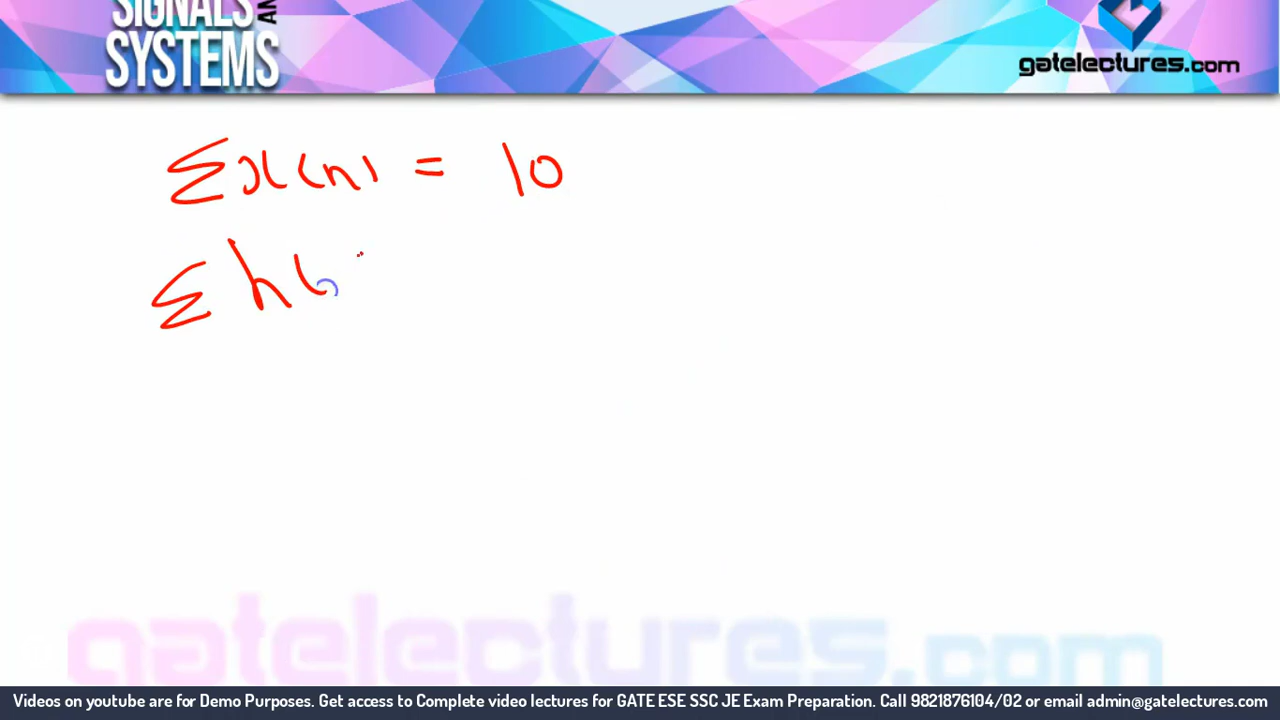 SIGNALS AN
SYSTEMS
gatelectures.com
Σx(n) = 10
Σh(
gatelectures.com
Videos on youtube are for Demo Purposes. Get access to Complete video lectures for GATE ESE SSC JE Exam Preparation. Call 9821876104/02 or email admin@gatelectures.com